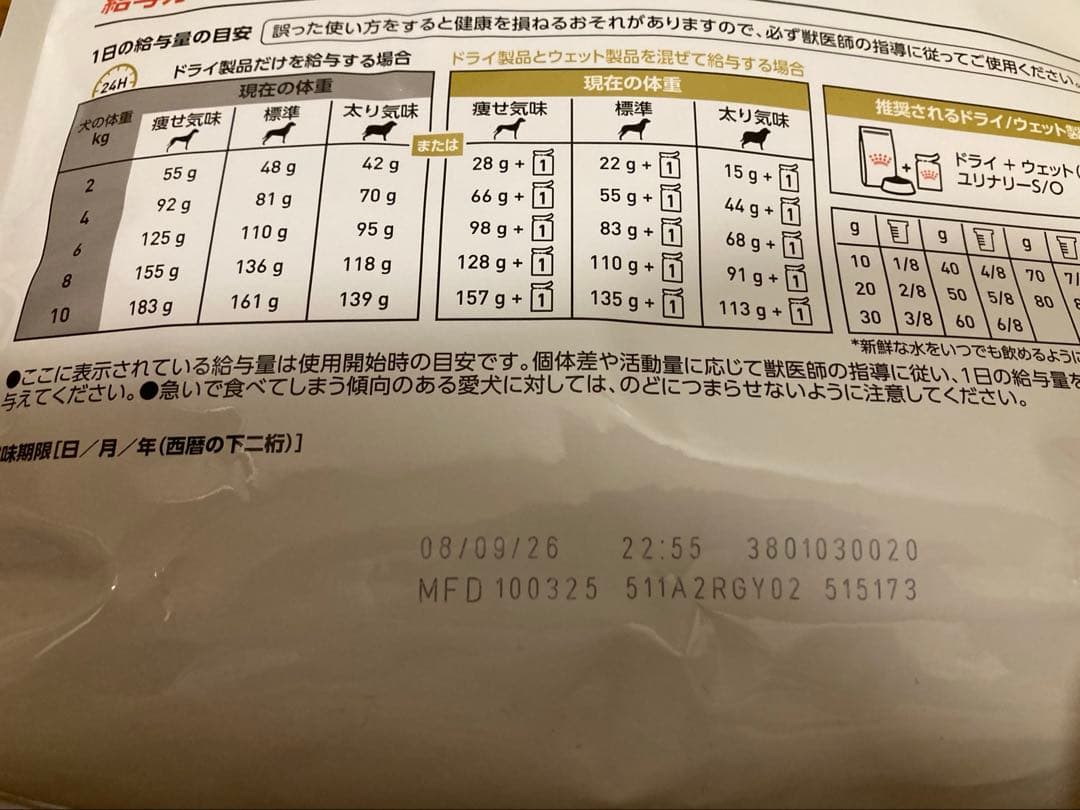 1日の給与量の目安
誤った使い方をすると健康を損ねるおそれがありますので、必ず獣医師の指導に従ってご使用ください。
24H
ドライ製品だけを給与する場合
ドライ製品とウェット製品を混ぜて給与する場合
現在の体重
現在の体重
推奨されるドライ/ウェット製
犬の体重 kg 痩せ気味 標準 太り気味 または 痩せ気味 標準 太り気味
2 55 g 48 g 42 g 28 g + 1 22 g + 1 15 g + 1
4 92 g 81 g 70 g 66 g + 1 55 g + 1 44 g + 1
6 125 g 110 g 95 g 98 g + 1 83 g + 1 68 g + 1
8 155 g 136 g 118 g 128 g + 1 110 g + 1 91 g + 1
10 183 g 161 g 139 g 157 g + 1 135 g + 1 113 g + 1
+
ドライ + ウェット(
ユリナリーS/O
g g g
10 1/8 40 4/8 70 7/
20 2/8 50 5/8 80
30 3/8 60 6/8
*新鮮な水をいつでも飲めるように
●ここに表示されている給与量は使用開始時の目安です。個体差や活動量に応じて獣医師の指導に従い、1日の給与量を
与えてください。●急いで食べてしまう傾向のある愛犬に対しては、のどにつまらせないように注意してください。
味期限[日/月/年(西暦の下二桁)]
08/09/26 22:55 3801030020
MFD 100325 511A2RGY02 515173